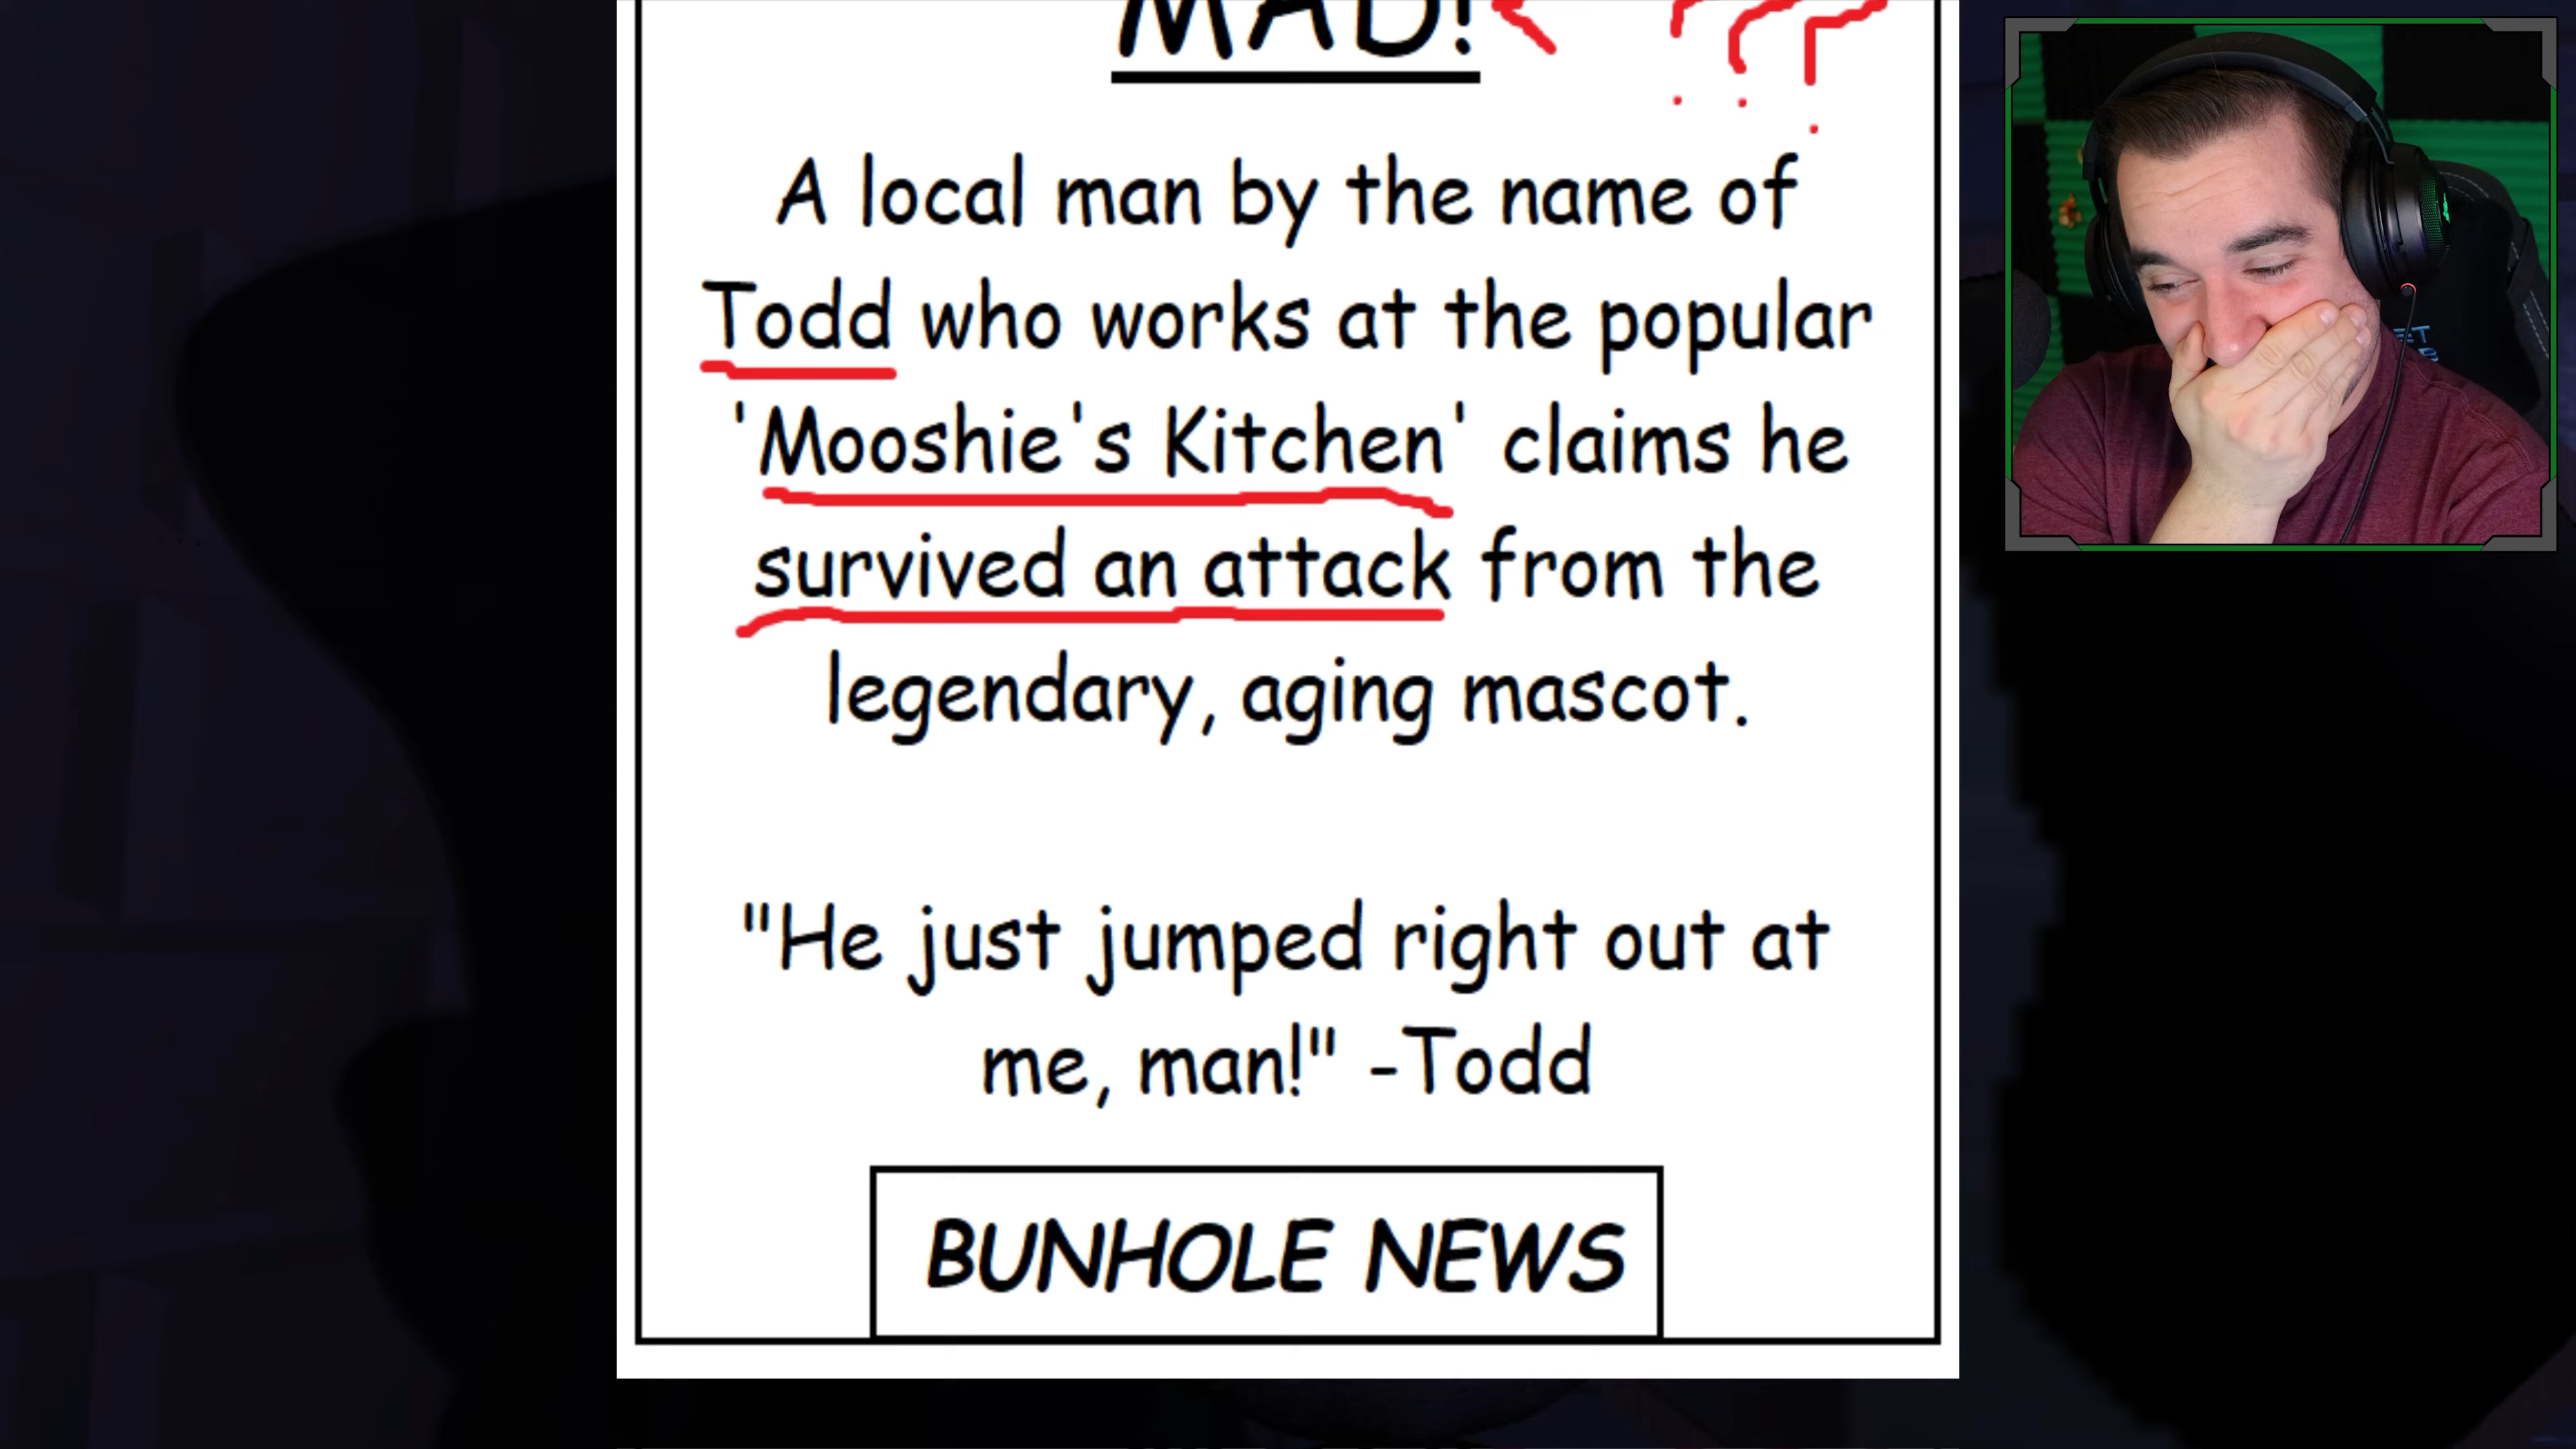 MAD!
A local man by the name of
Todd who works at the popular
'Mooshie's Kitchen' claims he
survived an attack from the
legendary, aging mascot.
"He just jumped right out at
me, man!" -Todd
BUNHOLE NEWS